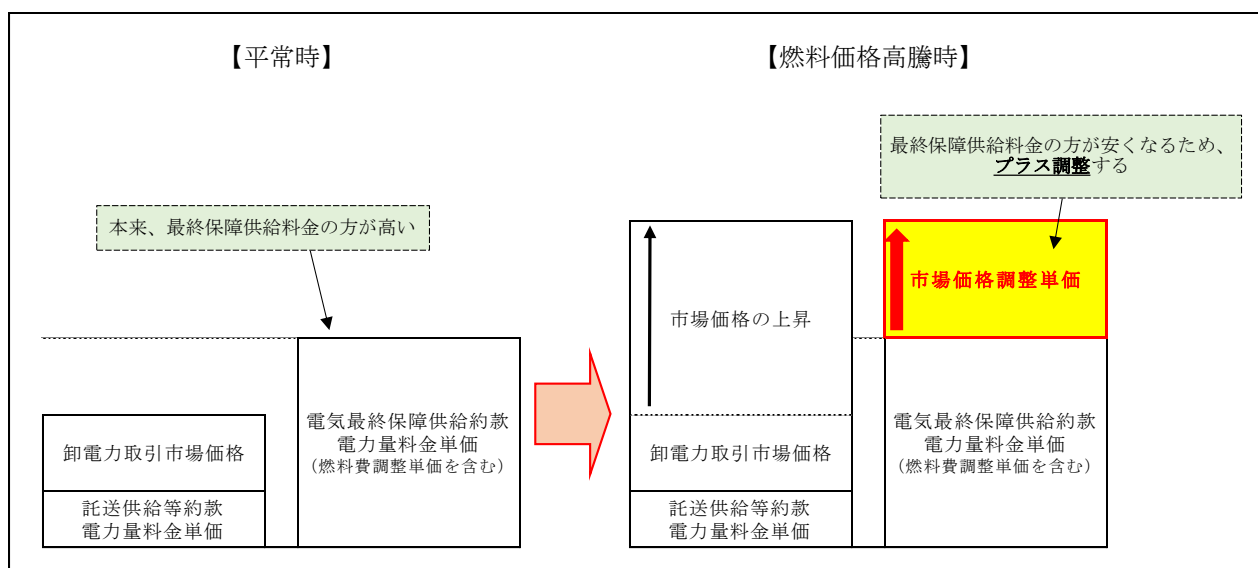 【平常時】
本来、最終保障供給料金の方が高い
卸電力取引市場価格
託送供給等約款
電力量料金単価
電気最終保障供給約款
電力量料金単価
（燃料費調整単価を含む）
【燃料価格高騰時】
最終保障供給料金の方が安くなるため、
プラス調整する
市場価格の上昇
卸電力取引市場価格
託送供給等約款
電力量料金単価
市場価格調整単価
電気最終保障供給約款
電力量料金単価
（燃料費調整単価を含む）